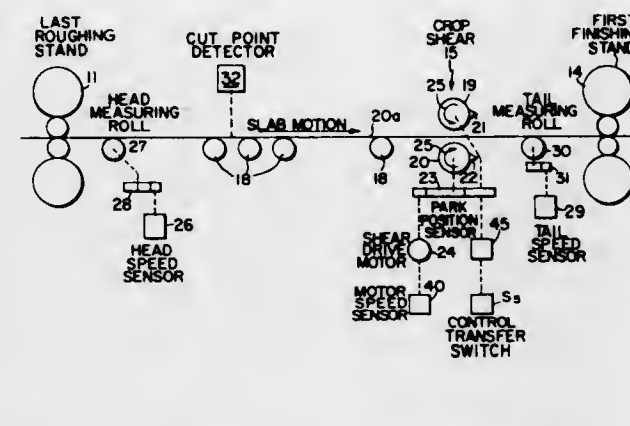 LAST
ROUGHING
STAND
11
HEAD
MEASURING
ROLL
27
28
26
HEAD
SPEED
SENSOR
CUT POINT
DETECTOR
32
SLAB MOTION
18
20a
18
CROP
SHEAR
15
25
19
21
25
20
22
23
PARK
POSITION
SENSOR
SHEAR
DRIVE
MOTOR
24
45
MOTOR
SPEED
SENSOR
40
S5
CONTROL
TRANSFER
SWITCH
FIRST
FINISHING
STAND
14
TAIL
MEASURING
ROLL
30
31
29
TAIL
SPEED
SENSOR